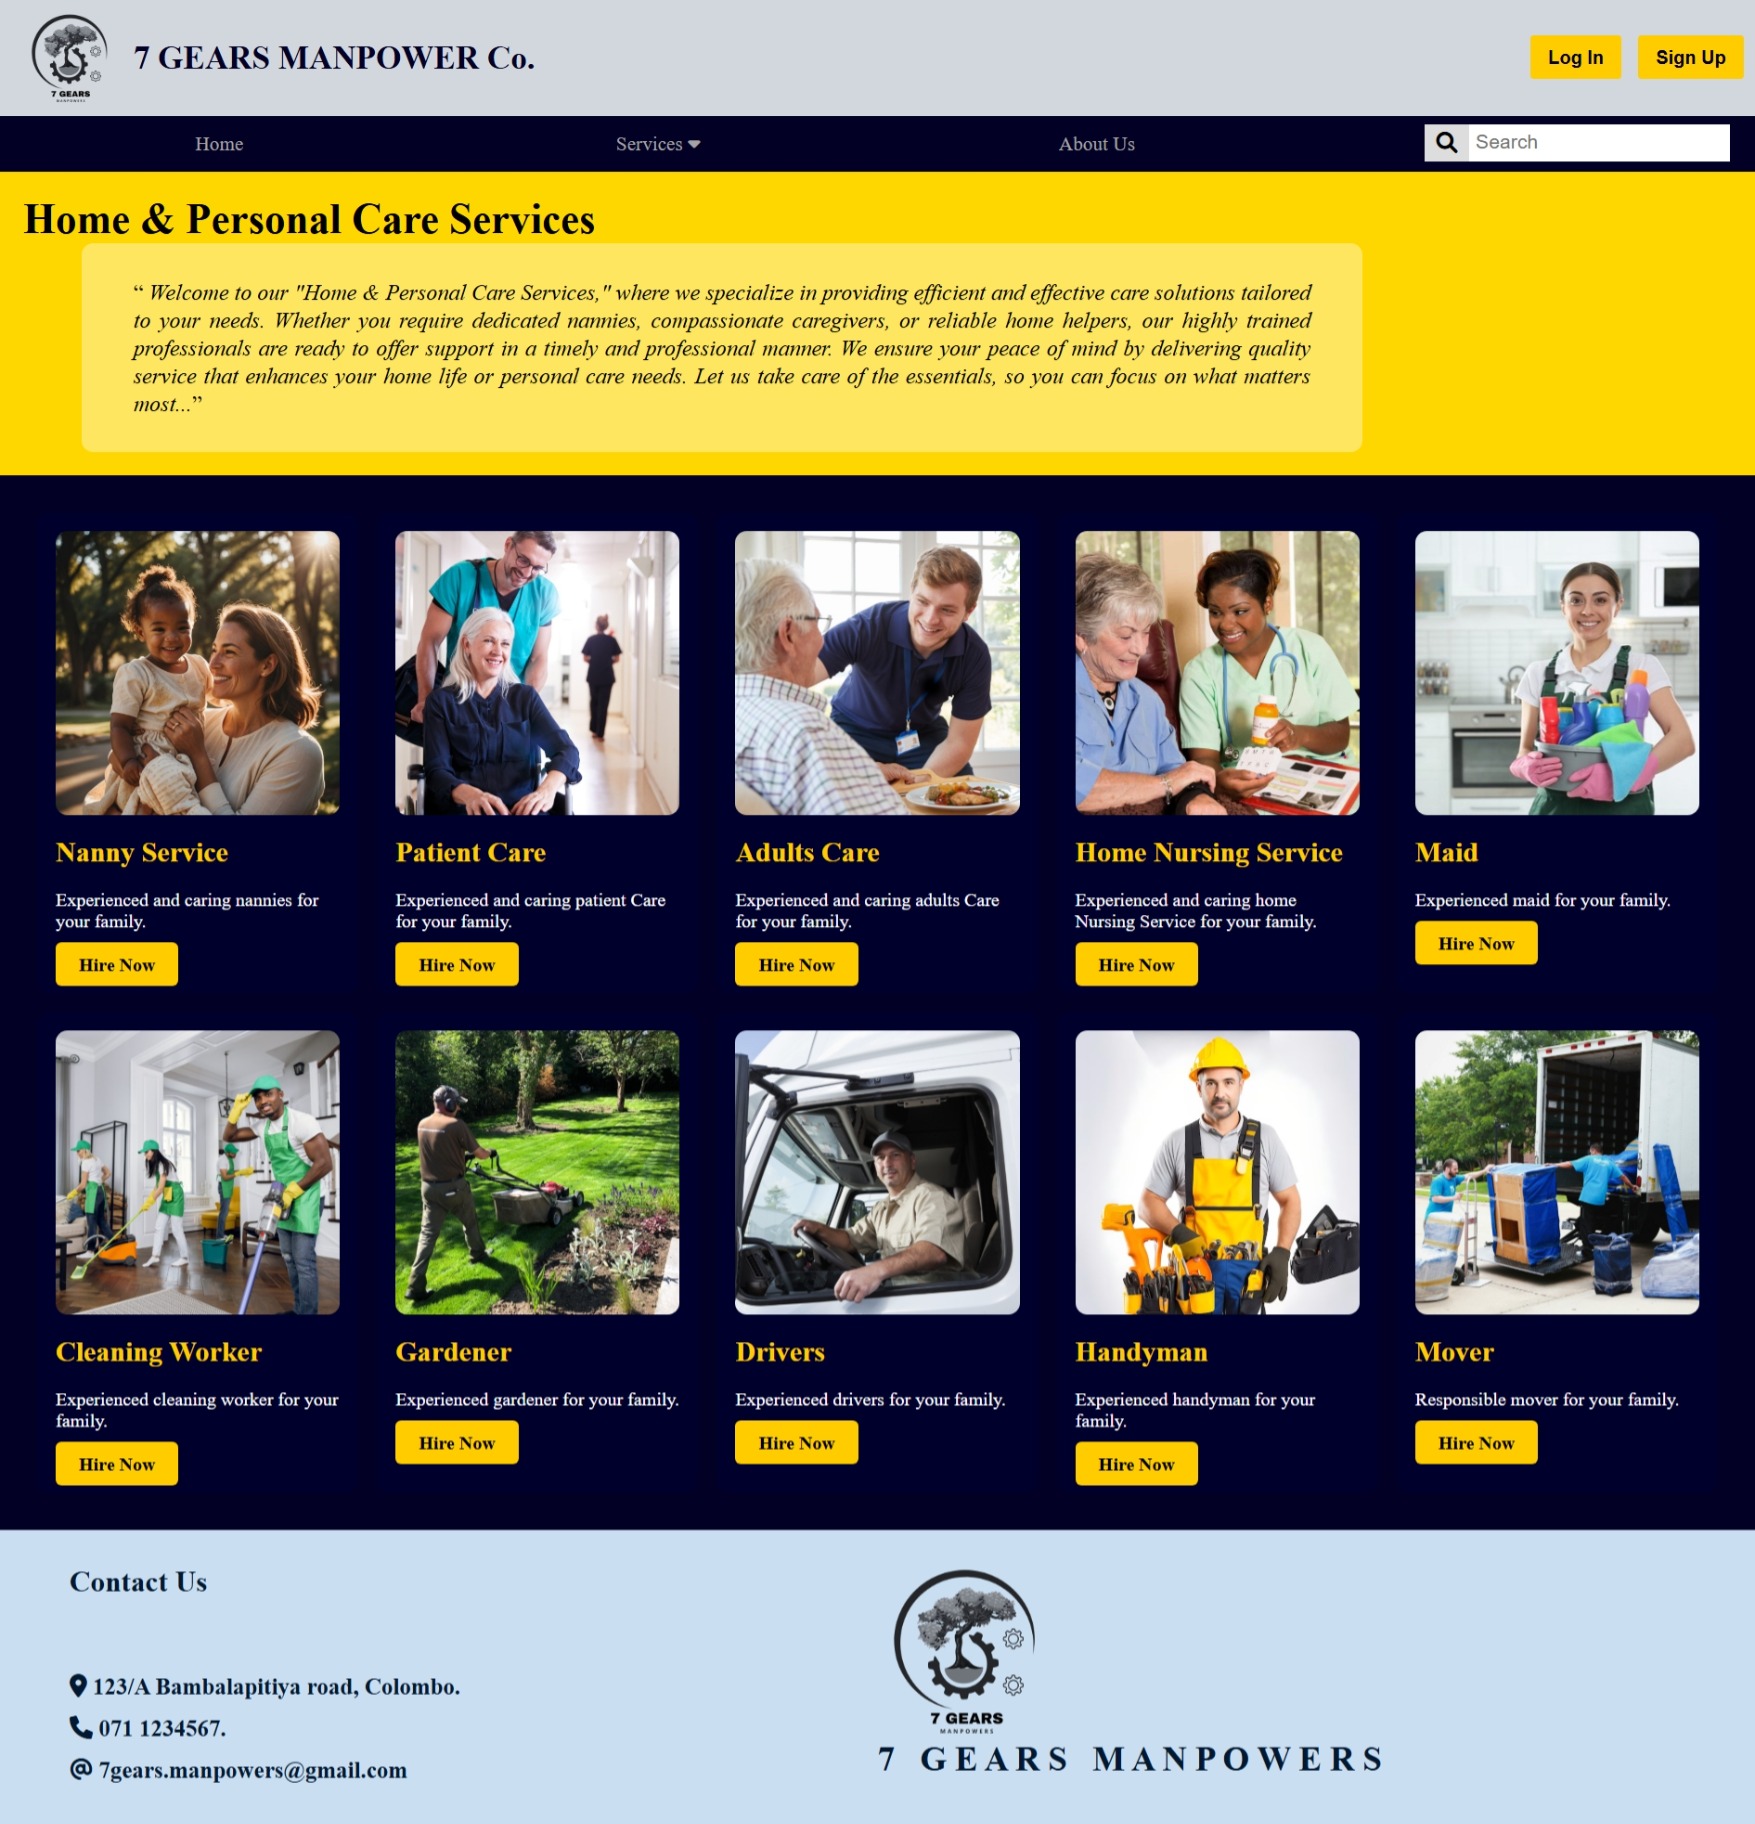 7 GEARS
MANPOWERS
7 GEARS MANPOWER Co.
Log In
Sign Up
Home
Services
About Us
Search
Home & Personal Care Services
“ Welcome to our "Home & Personal Care Services," where we specialize in providing efficient and effective care solutions tailored
to your needs. Whether you require dedicated nannies, compassionate caregivers, or reliable home helpers, our highly trained
professionals are ready to offer support in a timely and professional manner. We ensure your peace of mind by delivering quality
service that enhances your home life or personal care needs. Let us take care of the essentials, so you can focus on what matters
most...”
Nanny Service
Experienced and caring nannies for
your family.
Hire Now
Patient Care
Experienced and caring patient Care
for your family.
Hire Now
Adults Care
Experienced and caring adults Care
for your family.
Hire Now
Home Nursing Service
Experienced and caring home
Nursing Service for your family.
Hire Now
Maid
Experienced maid for your family.
Hire Now
Cleaning Worker
Experienced cleaning worker for your
family.
Hire Now
Gardener
Experienced gardener for your family.
Hire Now
Drivers
Experienced drivers for your family.
Hire Now
Handyman
Experienced handyman for your
family.
Hire Now
Mover
Responsible mover for your family.
Hire Now
Contact Us
123/A Bambalapitiya road, Colombo.
071 1234567.
7gears.manpowers@gmail.com
7 GEARS
MANPOWERS
7 GEARS MANPOWERS